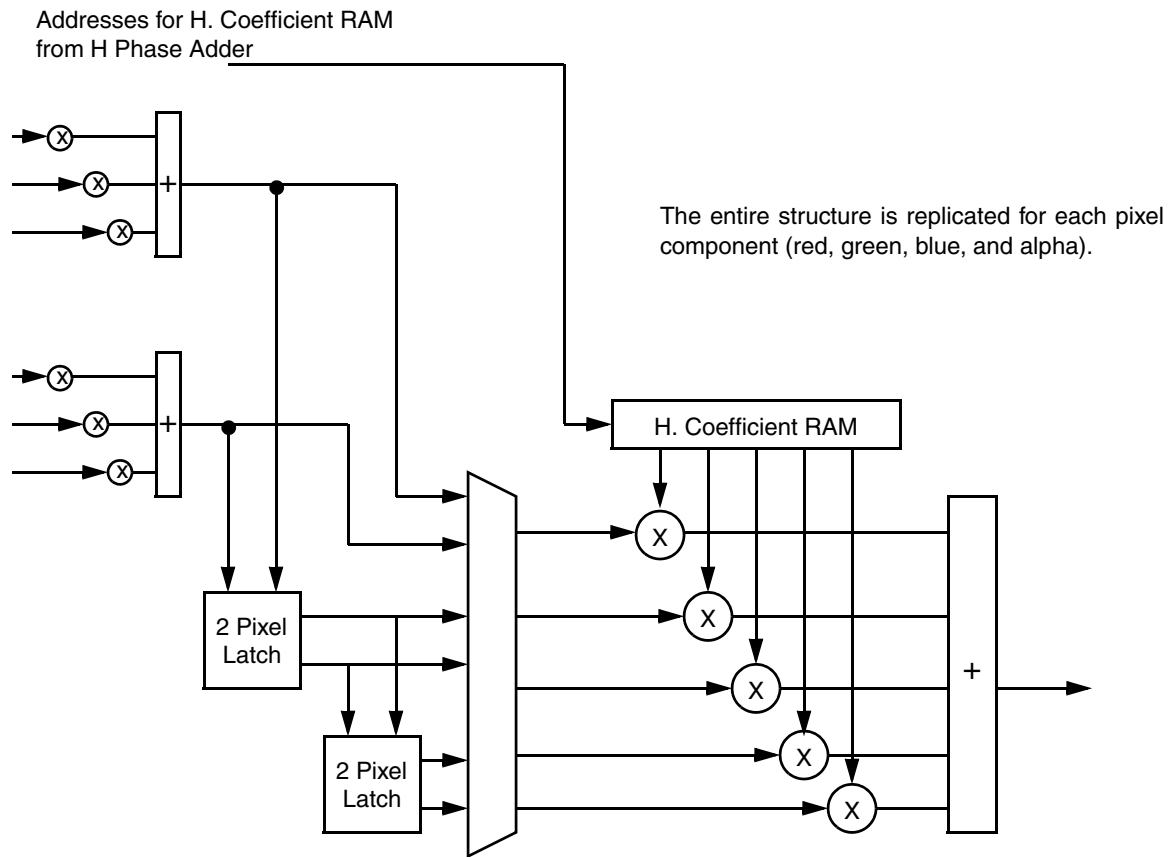 Addresses for H. Coefficient RAM
from H Phase Adder
X
X
+
X
The entire structure is replicated for each pixel
component (red, green, blue, and alpha).
X
X
+
X
H. Coefficient RAM
X
2 Pixel
Latch
X
X
+
2 Pixel
Latch
X
X